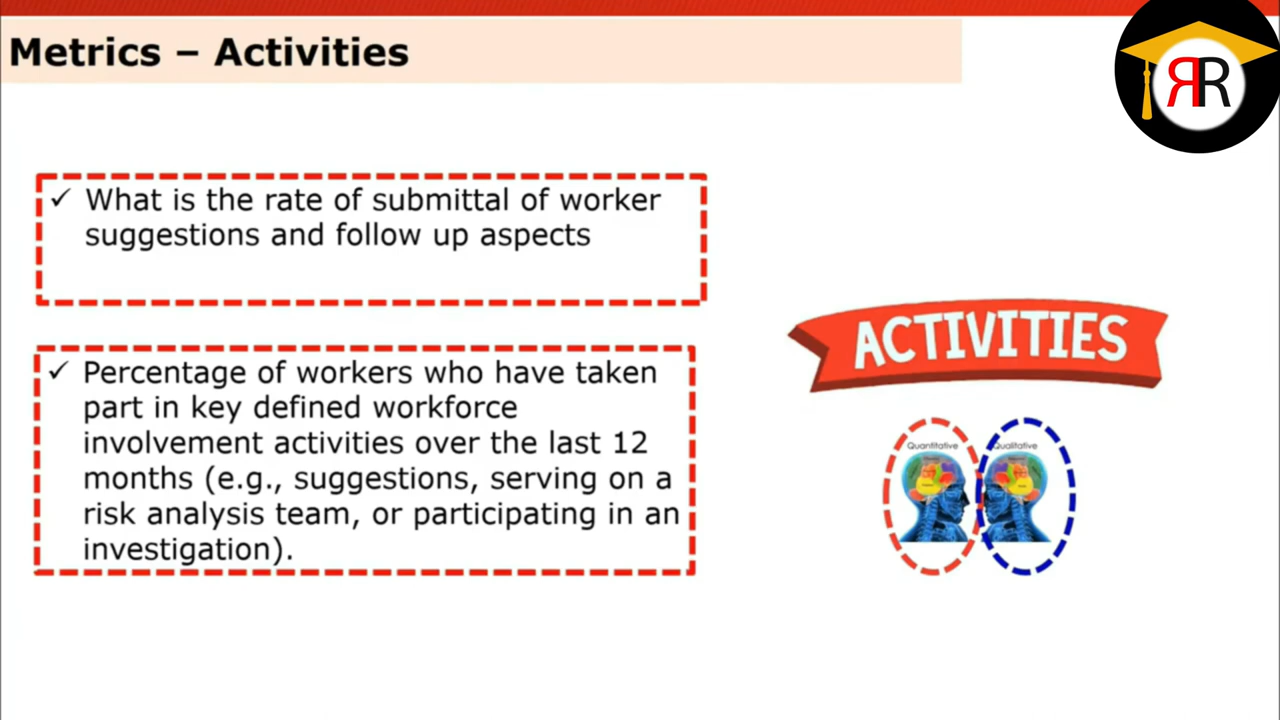 Metrics – Activities
ЯR
✓ What is the rate of submittal of worker
suggestions and follow up aspects
✓ Percentage of workers who have taken
part in key defined workforce
involvement activities over the last 12
months (e.g., suggestions, serving on a
risk analysis team, or participating in an
investigation).
ACTIVITIES
Quantitative
Qualitative